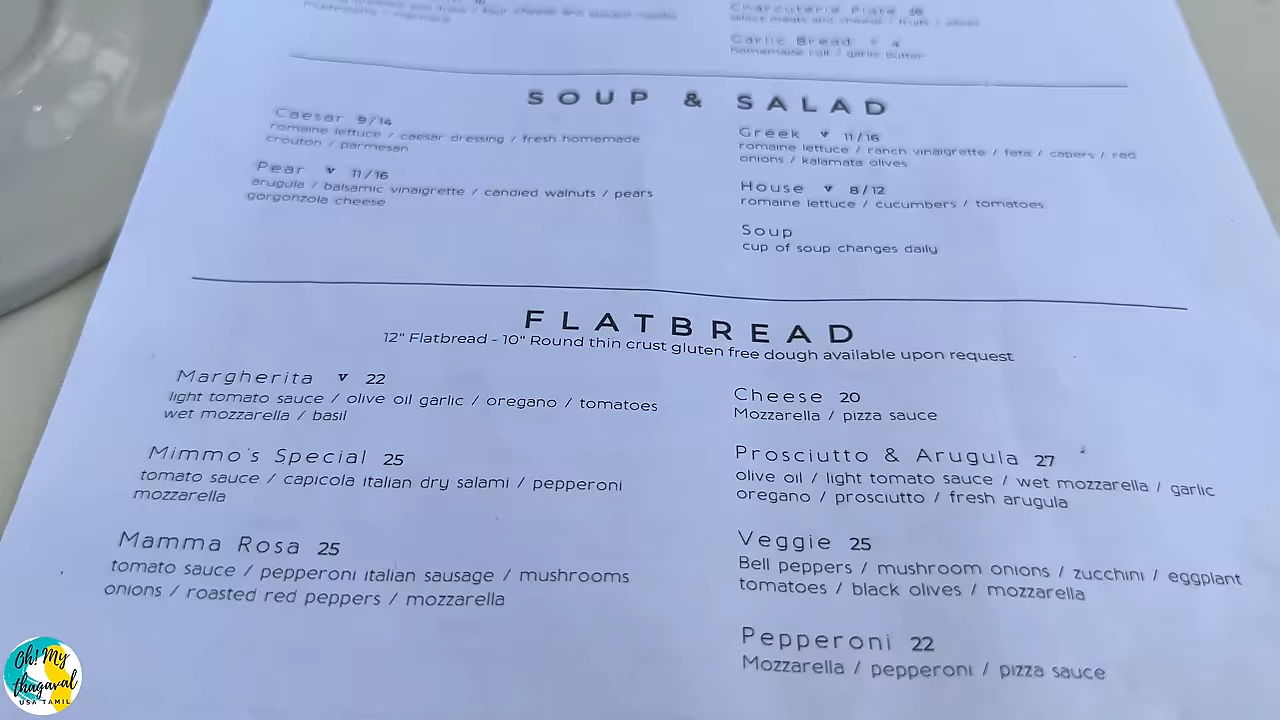 Charcuterie Plate 16
Garlic Bread v 4
homemade roll / garlic butter
SOUP & SALAD
Caesar 9/14
romaine lettuce / caesar dressing / fresh homemade
crouton / parmesan
Pear v 11/16
arugula / balsamic vinaigrette / candied walnuts / pears
gorgonzola cheese
Greek v 11/16
romaine lettuce / ranch vinaigrette / feta / capers / red
onions / kalamata olives
House v 8/12
romaine lettuce / cucumbers / tomatoes
Soup
cup of soup changes daily
FLATBREAD
12" Flatbread - 10" Round thin crust gluten free dough available upon request
Margherita v 22
light tomato sauce / olive oil garlic / oregano / tomatoes
wet mozzarella / basil
Mimmo's Special 25
tomato sauce / capicola italian dry salami / pepperoni
mozzarella
Mamma Rosa 25
tomato sauce / pepperoni italian sausage / mushrooms
onions / roasted red peppers / mozzarella
Cheese 20
Mozzarella / pizza sauce
Prosciutto & Arugula 27
olive oil / light tomato sauce / wet mozzarella / garlic
oregano / prosciutto / fresh arugula
Veggie 25
Bell peppers / mushroom onions / zucchini / eggplant
tomatoes / black olives / mozzarella
Pepperoni 22
Mozzarella / pepperoni / pizza sauce
Oh! My
thagaval
USA TAMIL